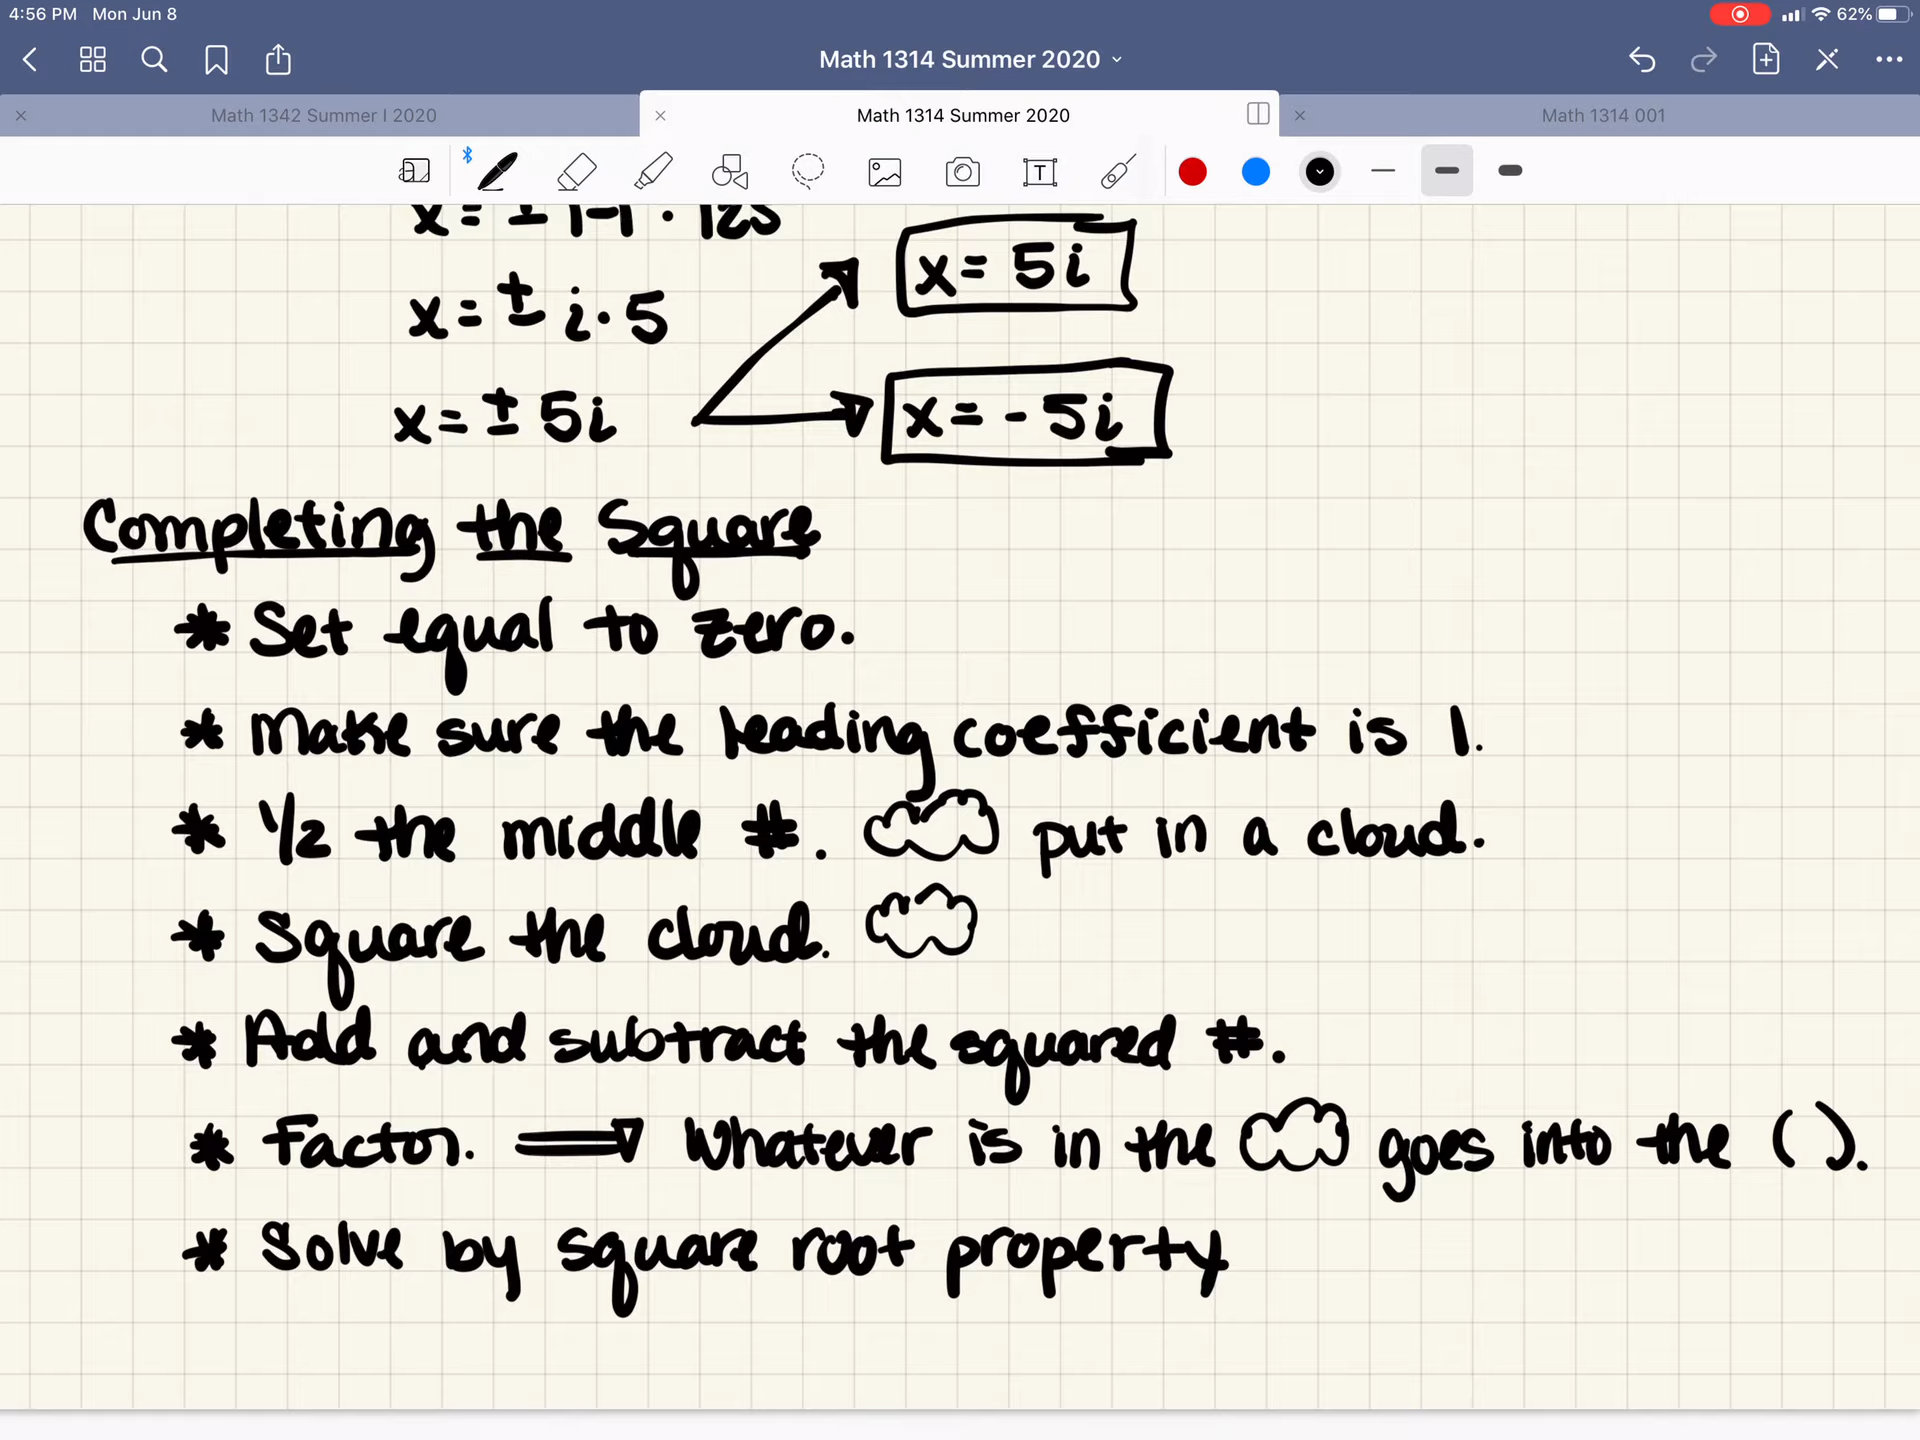 4:56 PM Mon Jun 8
62%
Math 1314 Summer 2020
Math 1342 Summer I 2020
Math 1314 Summer 2020
Math 1314 001
x = ± √-1 · √25
x = 5i
x = ± i · 5
x = ± 5i
x = - 5i
Completing the Square
* Set equal to zero.
* Make sure the leading coefficient is 1.
* 1/2 the middle #. put in a cloud.
* Square the cloud.
* Add and subtract the squared #.
* Factor. ⇒ Whatever is in the goes into the ( ).
* Solve by square root property